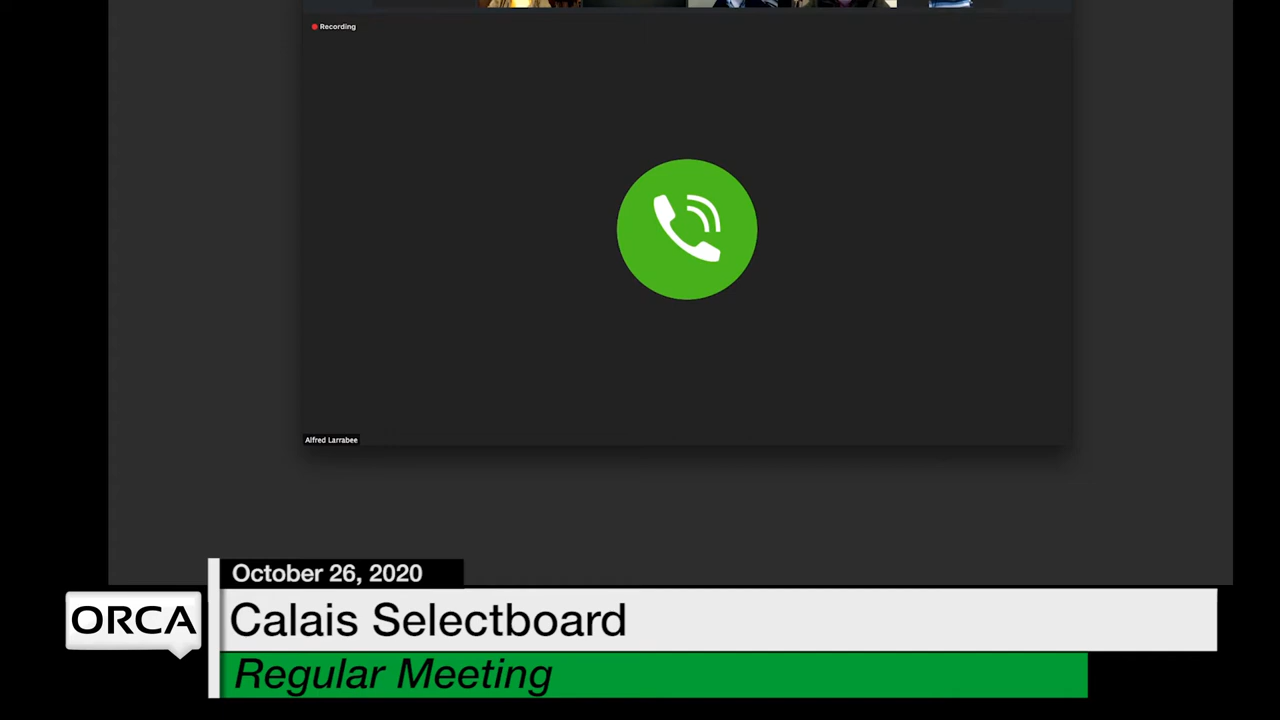 Recording
Alfred Larrabee
October 26, 2020
ORCA
Calais Selectboard
Regular Meeting